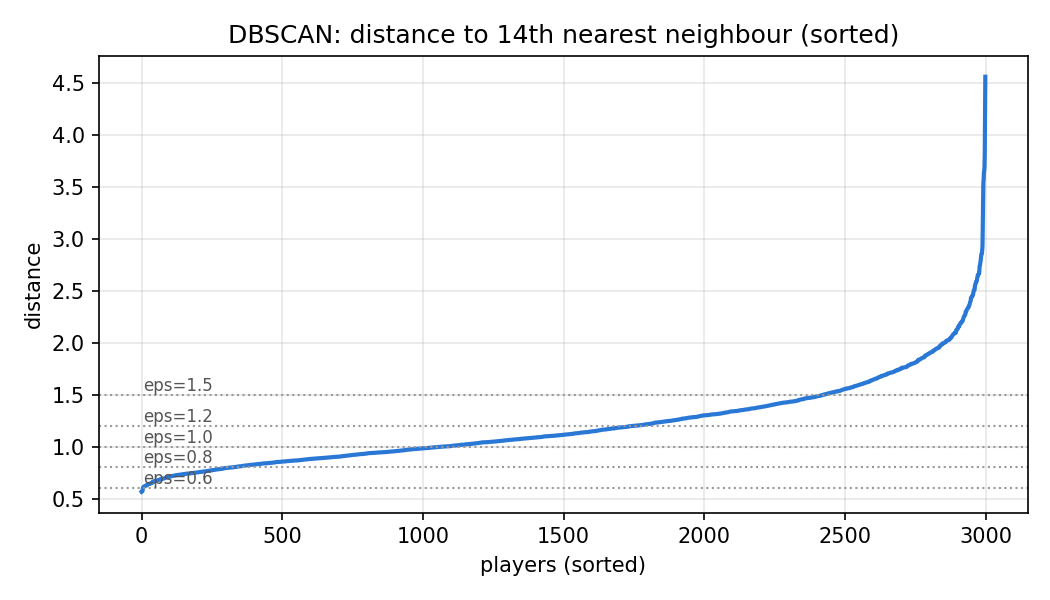 DBSCAN: distance to 14th nearest neighbour (sorted)
distance
4.5
4.0
3.5
3.0
2.5
2.0
1.5
1.0
0.5
eps=1.5
eps=1.2
eps=1.0
eps=0.8
eps=0.6
0 500 1000 1500 2000 2500 3000
players (sorted)